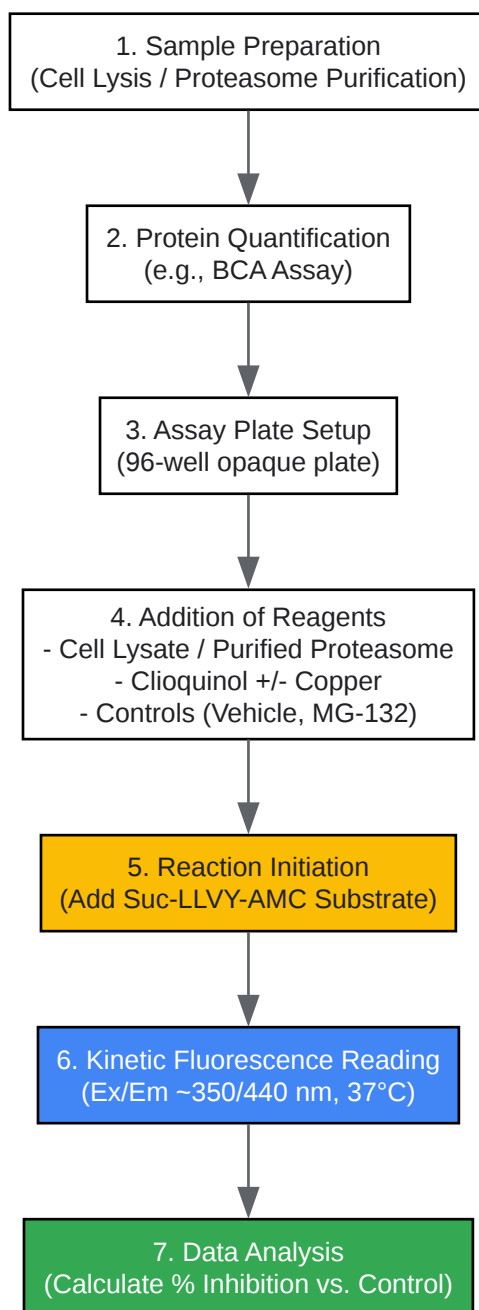 1. Sample Preparation
(Cell Lysis / Proteasome Purification)
2. Protein Quantification
(e.g., BCA Assay)
3. Assay Plate Setup
(96-well opaque plate)
4. Addition of Reagents
- Cell Lysate / Purified Proteasome
- Clioquinol +/- Copper
- Controls (Vehicle, MG-132)
5. Reaction Initiation
(Add Suc-LLVY-AMC Substrate)
6. Kinetic Fluorescence Reading
(Ex/Em ~350/440 nm, 37°C)
7. Data Analysis
(Calculate % Inhibition vs. Control)